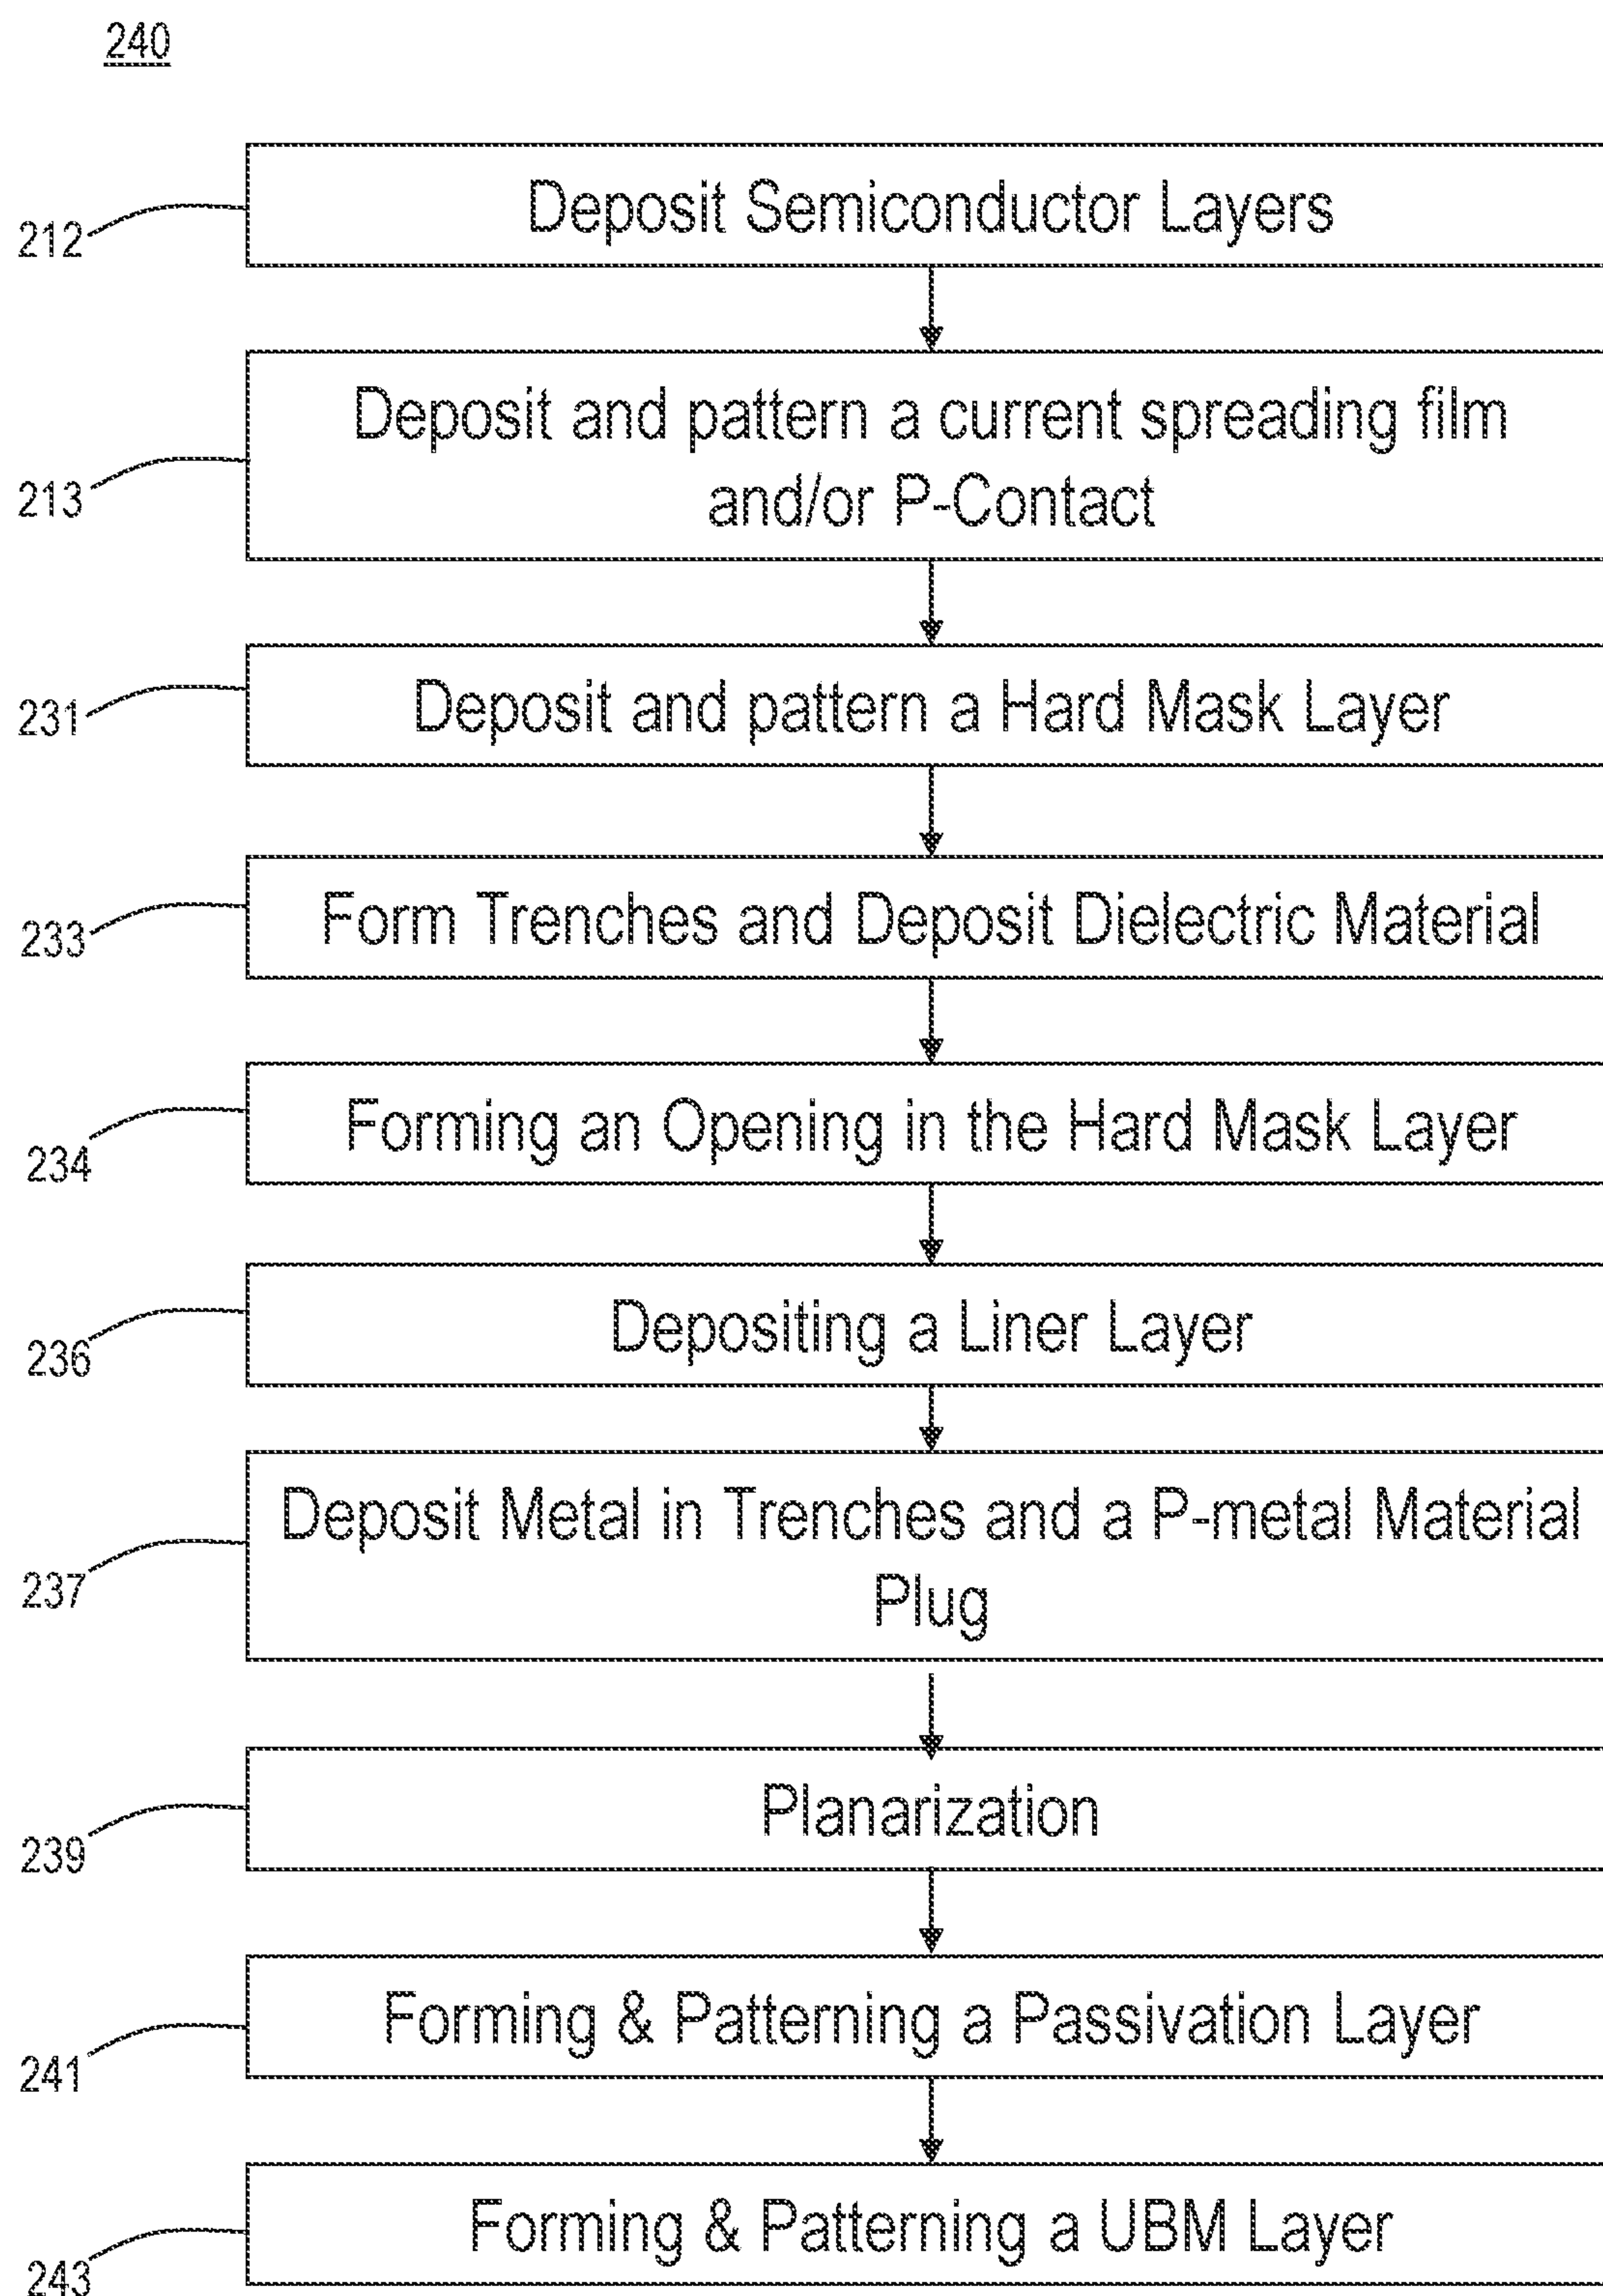 240
Deposit Semiconductor Layers
212
Deposit and pattern a current spreading film
and/or P-Contact
213
Deposit and pattern a Hard Mask Layer
231
Form Trenches and Deposit Dielectric Material
233
Forming an Opening in the Hard Mask Layer
234
Depositing a Liner Layer
236
Deposit Metal in Trenches and a P-metal Material
Plug
237
Planarization
239
Forming & Patterning a Passivation Layer
241
Forming & Patterning a UBM Layer
243